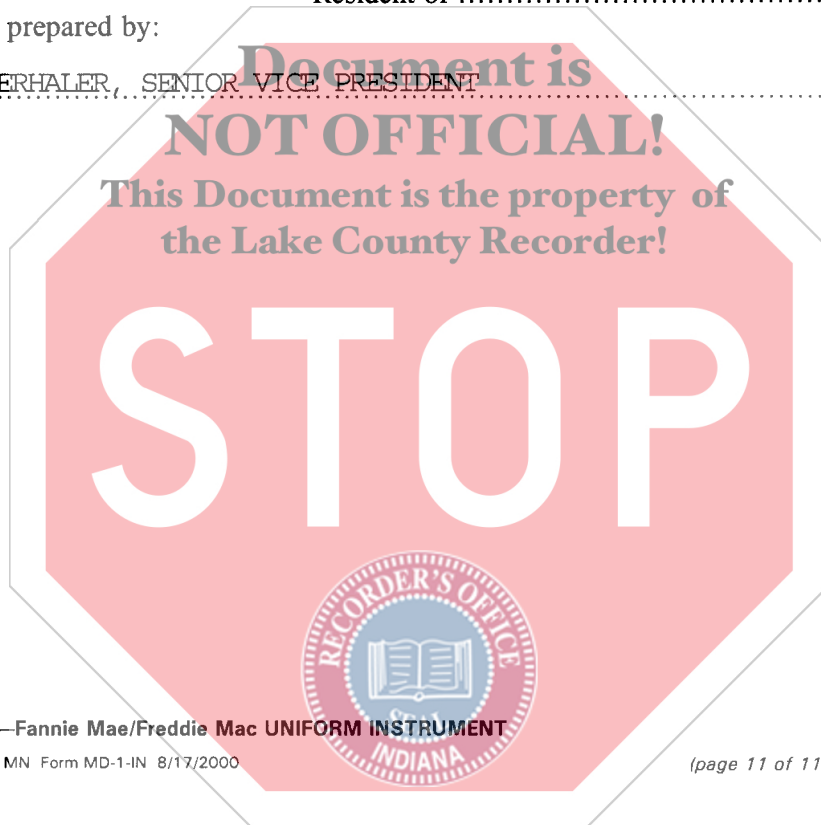 Resident of
prepared by:
ERHALER, SENIOR VICE PRESIDENT
Document is
NOT OFFICIAL!
This Document is the property of
the Lake County Recorder!
STOP
RECORDER'S OFFICE
SEAL
INDIANA
—Fannie Mae/Freddie Mac UNIFORM INSTRUMENT
MN Form MD-1-IN 8/17/2000
(page 11 of 11